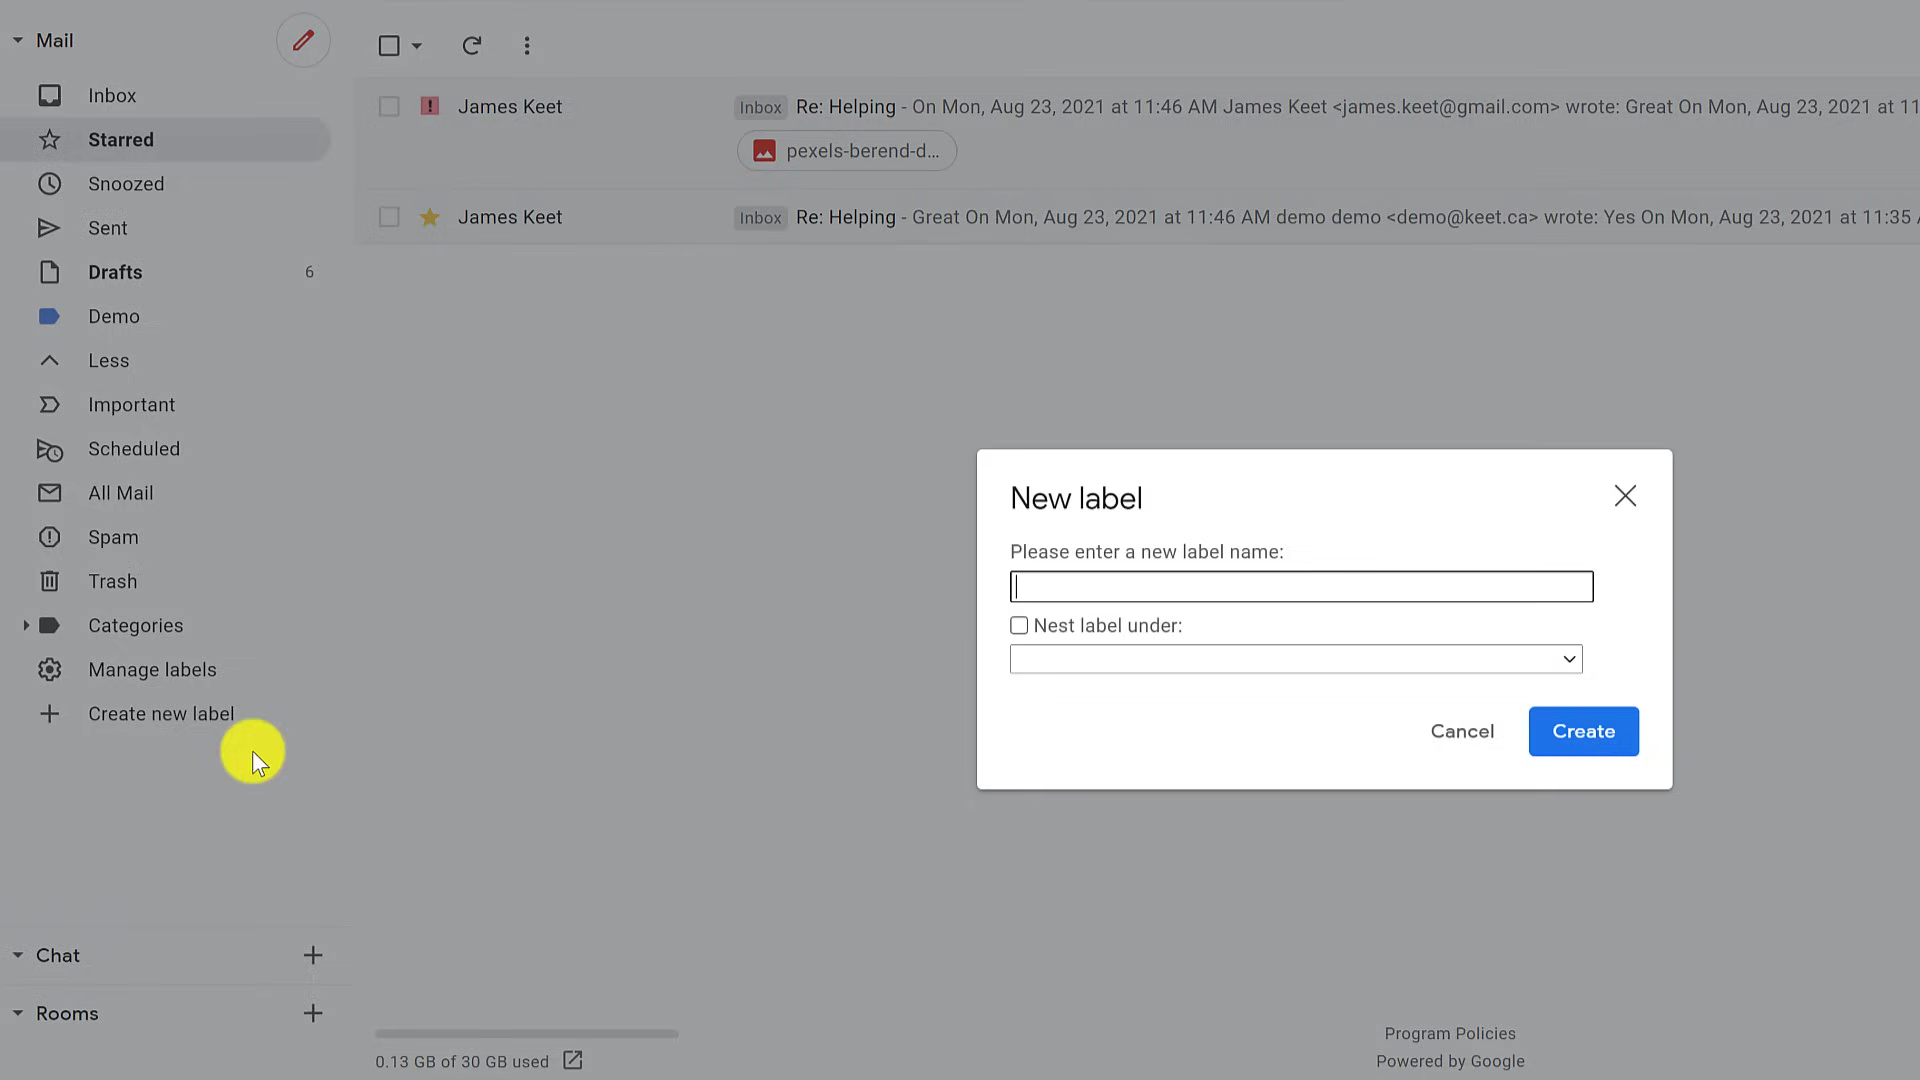 Mail
Inbox
Starred
Snoozed
Sent
Drafts 6
Demo
Less
Important
Scheduled
All Mail
Spam
Trash
Categories
Manage labels
Create new label
Chat
Rooms
James Keet Inbox Re: Helping - On Mon, Aug 23, 2021 at 11:46 AM James Keet <james.keet@gmail.com> wrote: Great On Mon, Aug 23, 2021 at 11
pexels-berend-d...
James Keet Inbox Re: Helping - Great On Mon, Aug 23, 2021 at 11:46 AM demo demo <demo@keet.ca> wrote: Yes On Mon, Aug 23, 2021 at 11:35 A
New label
Please enter a new label name:
Nest label under:
Cancel Create
0.13 GB of 30 GB used
Program Policies
Powered by Google